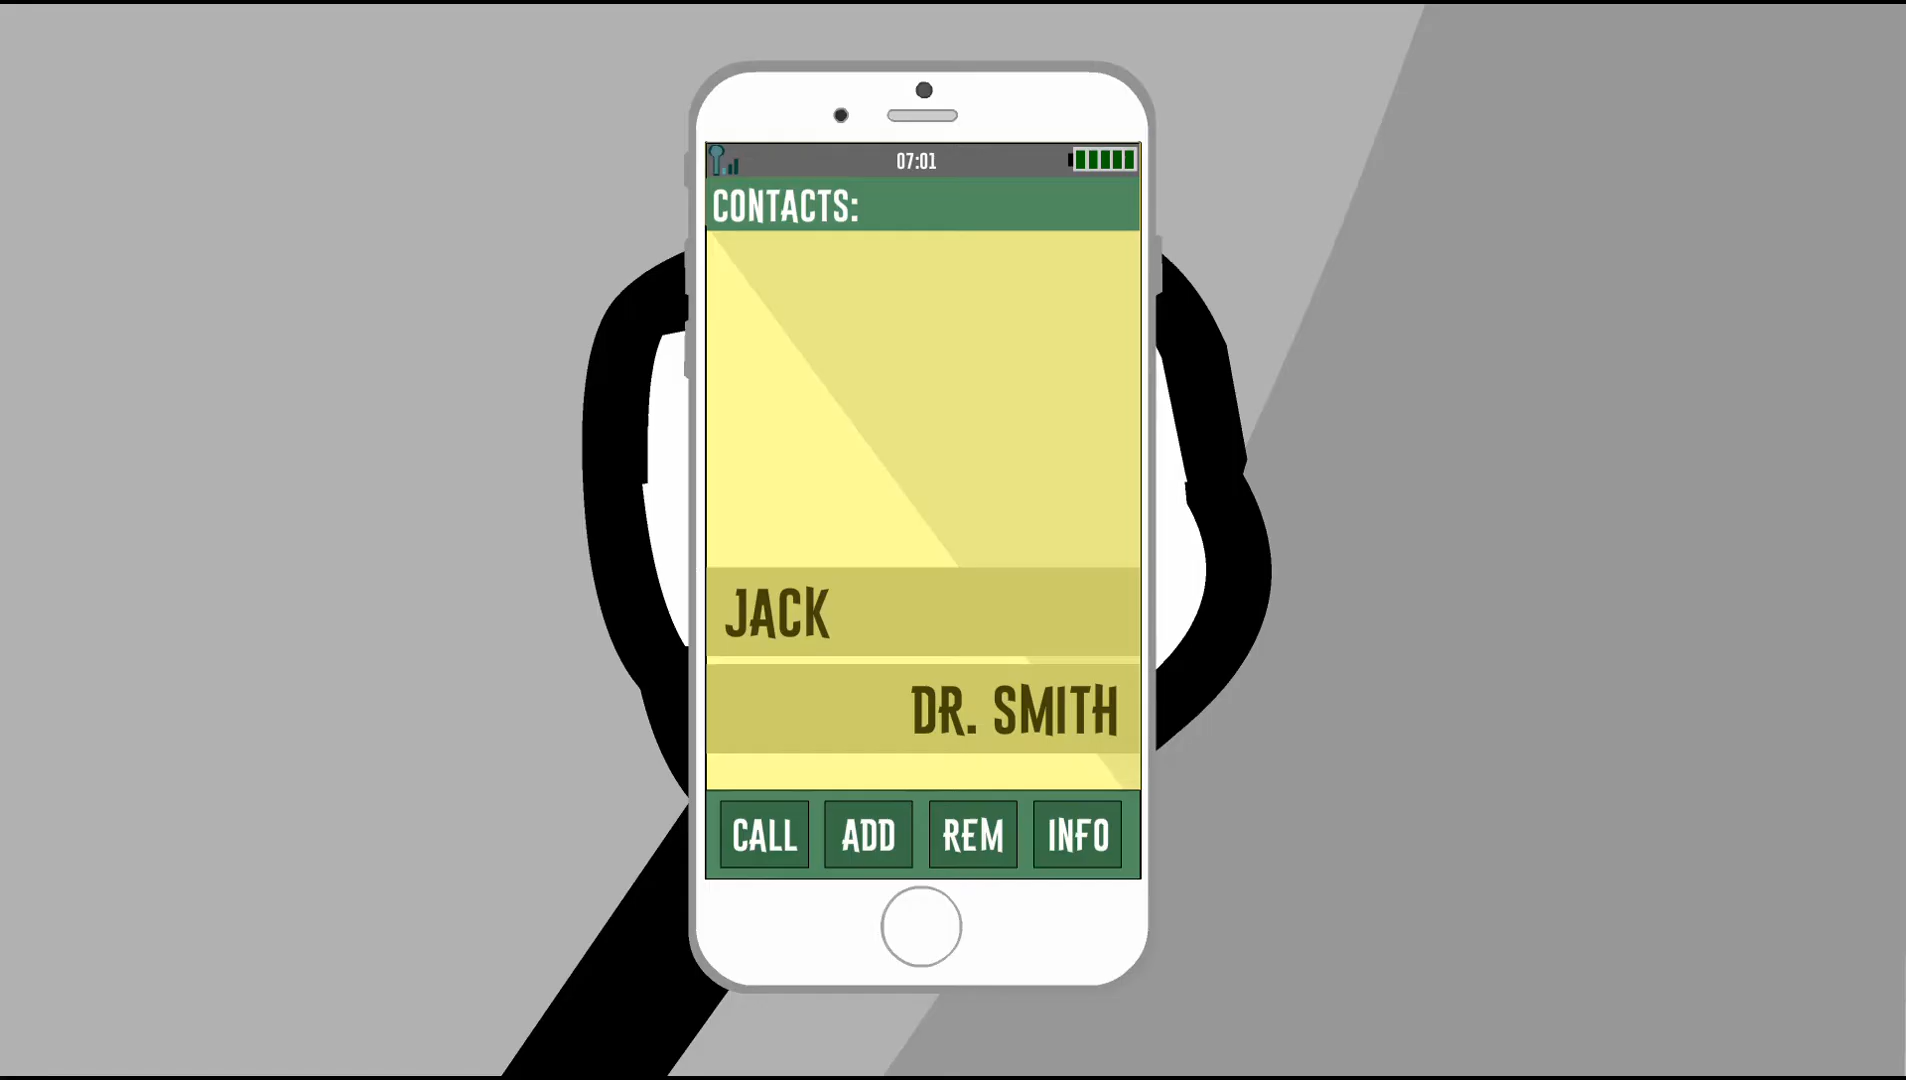 07:01
CONTACTS:
JACK
DR. SMITH
CALL ADD REM INFO